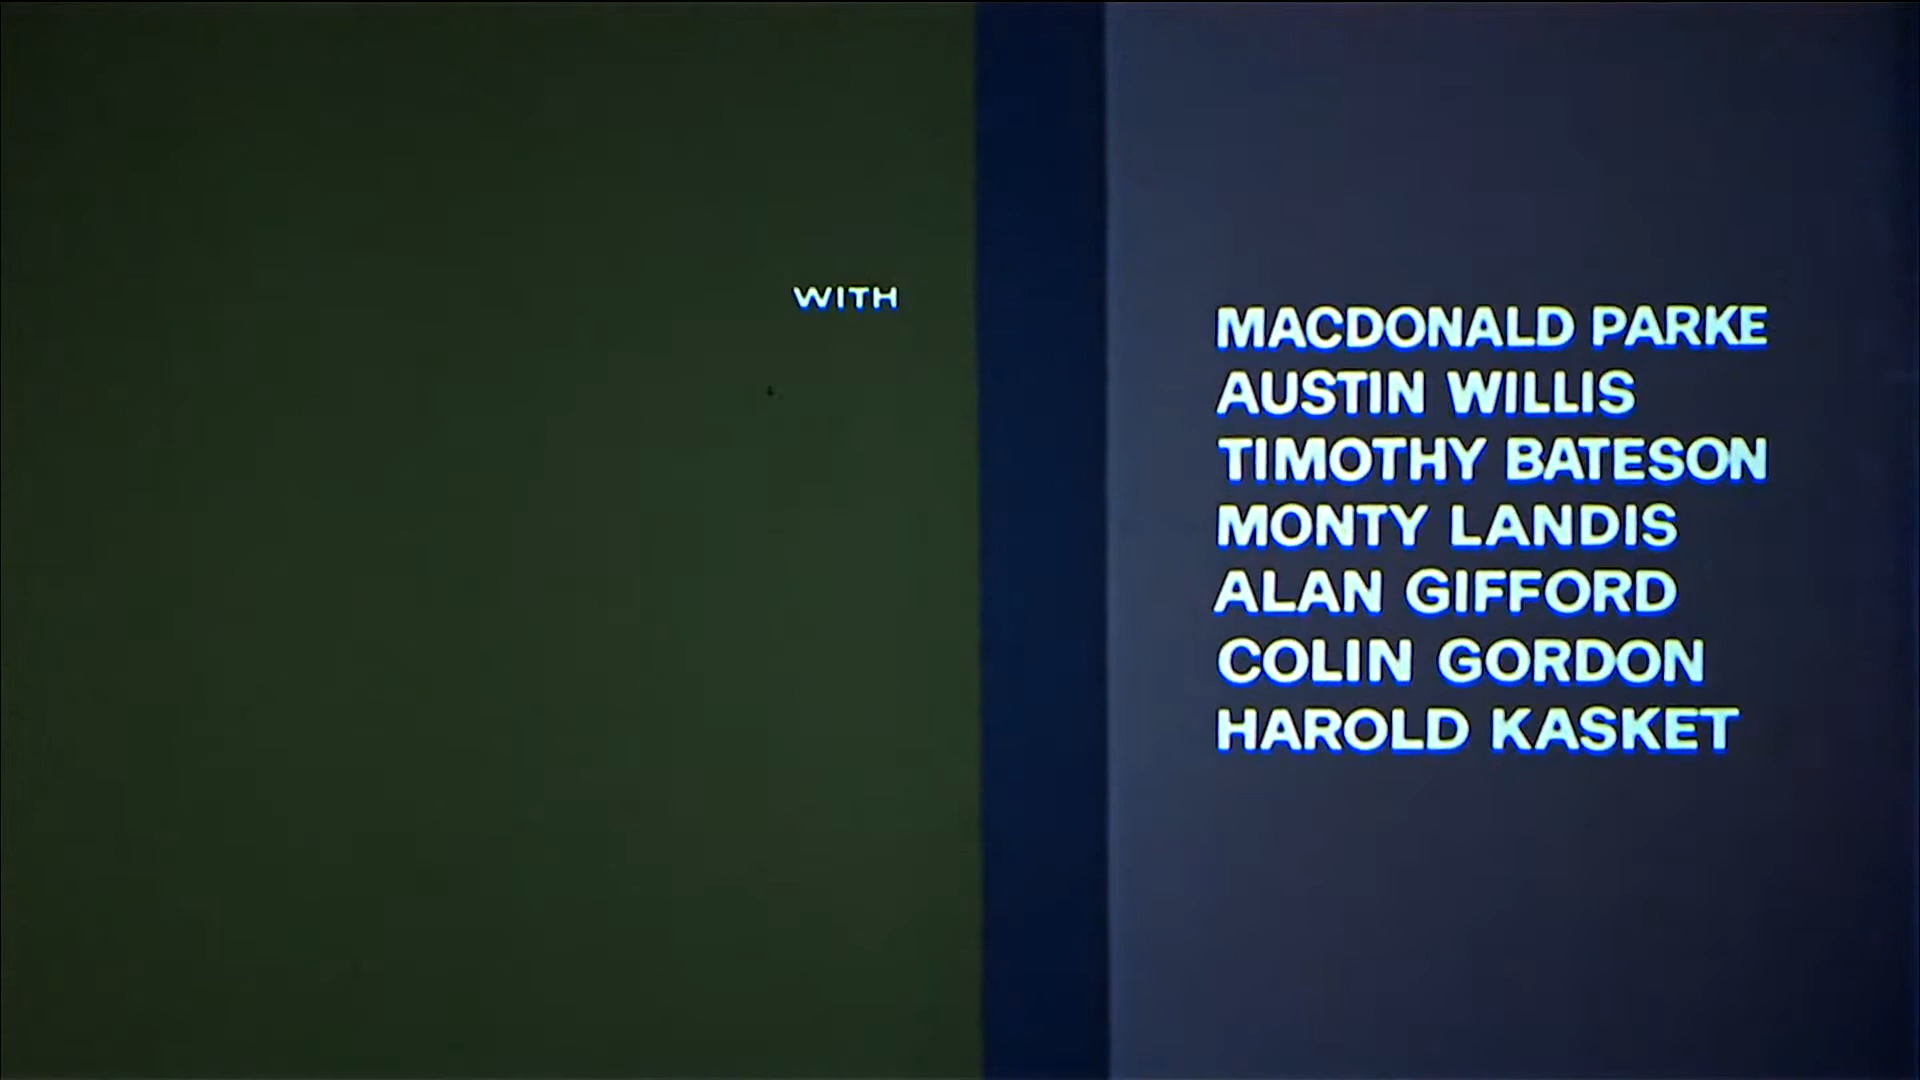 WITH
MACDONALD PARKE
AUSTIN WILLIS
TIMOTHY BATESON
MONTY LANDIS
ALAN GIFFORD
COLIN GORDON
HAROLD KASKET